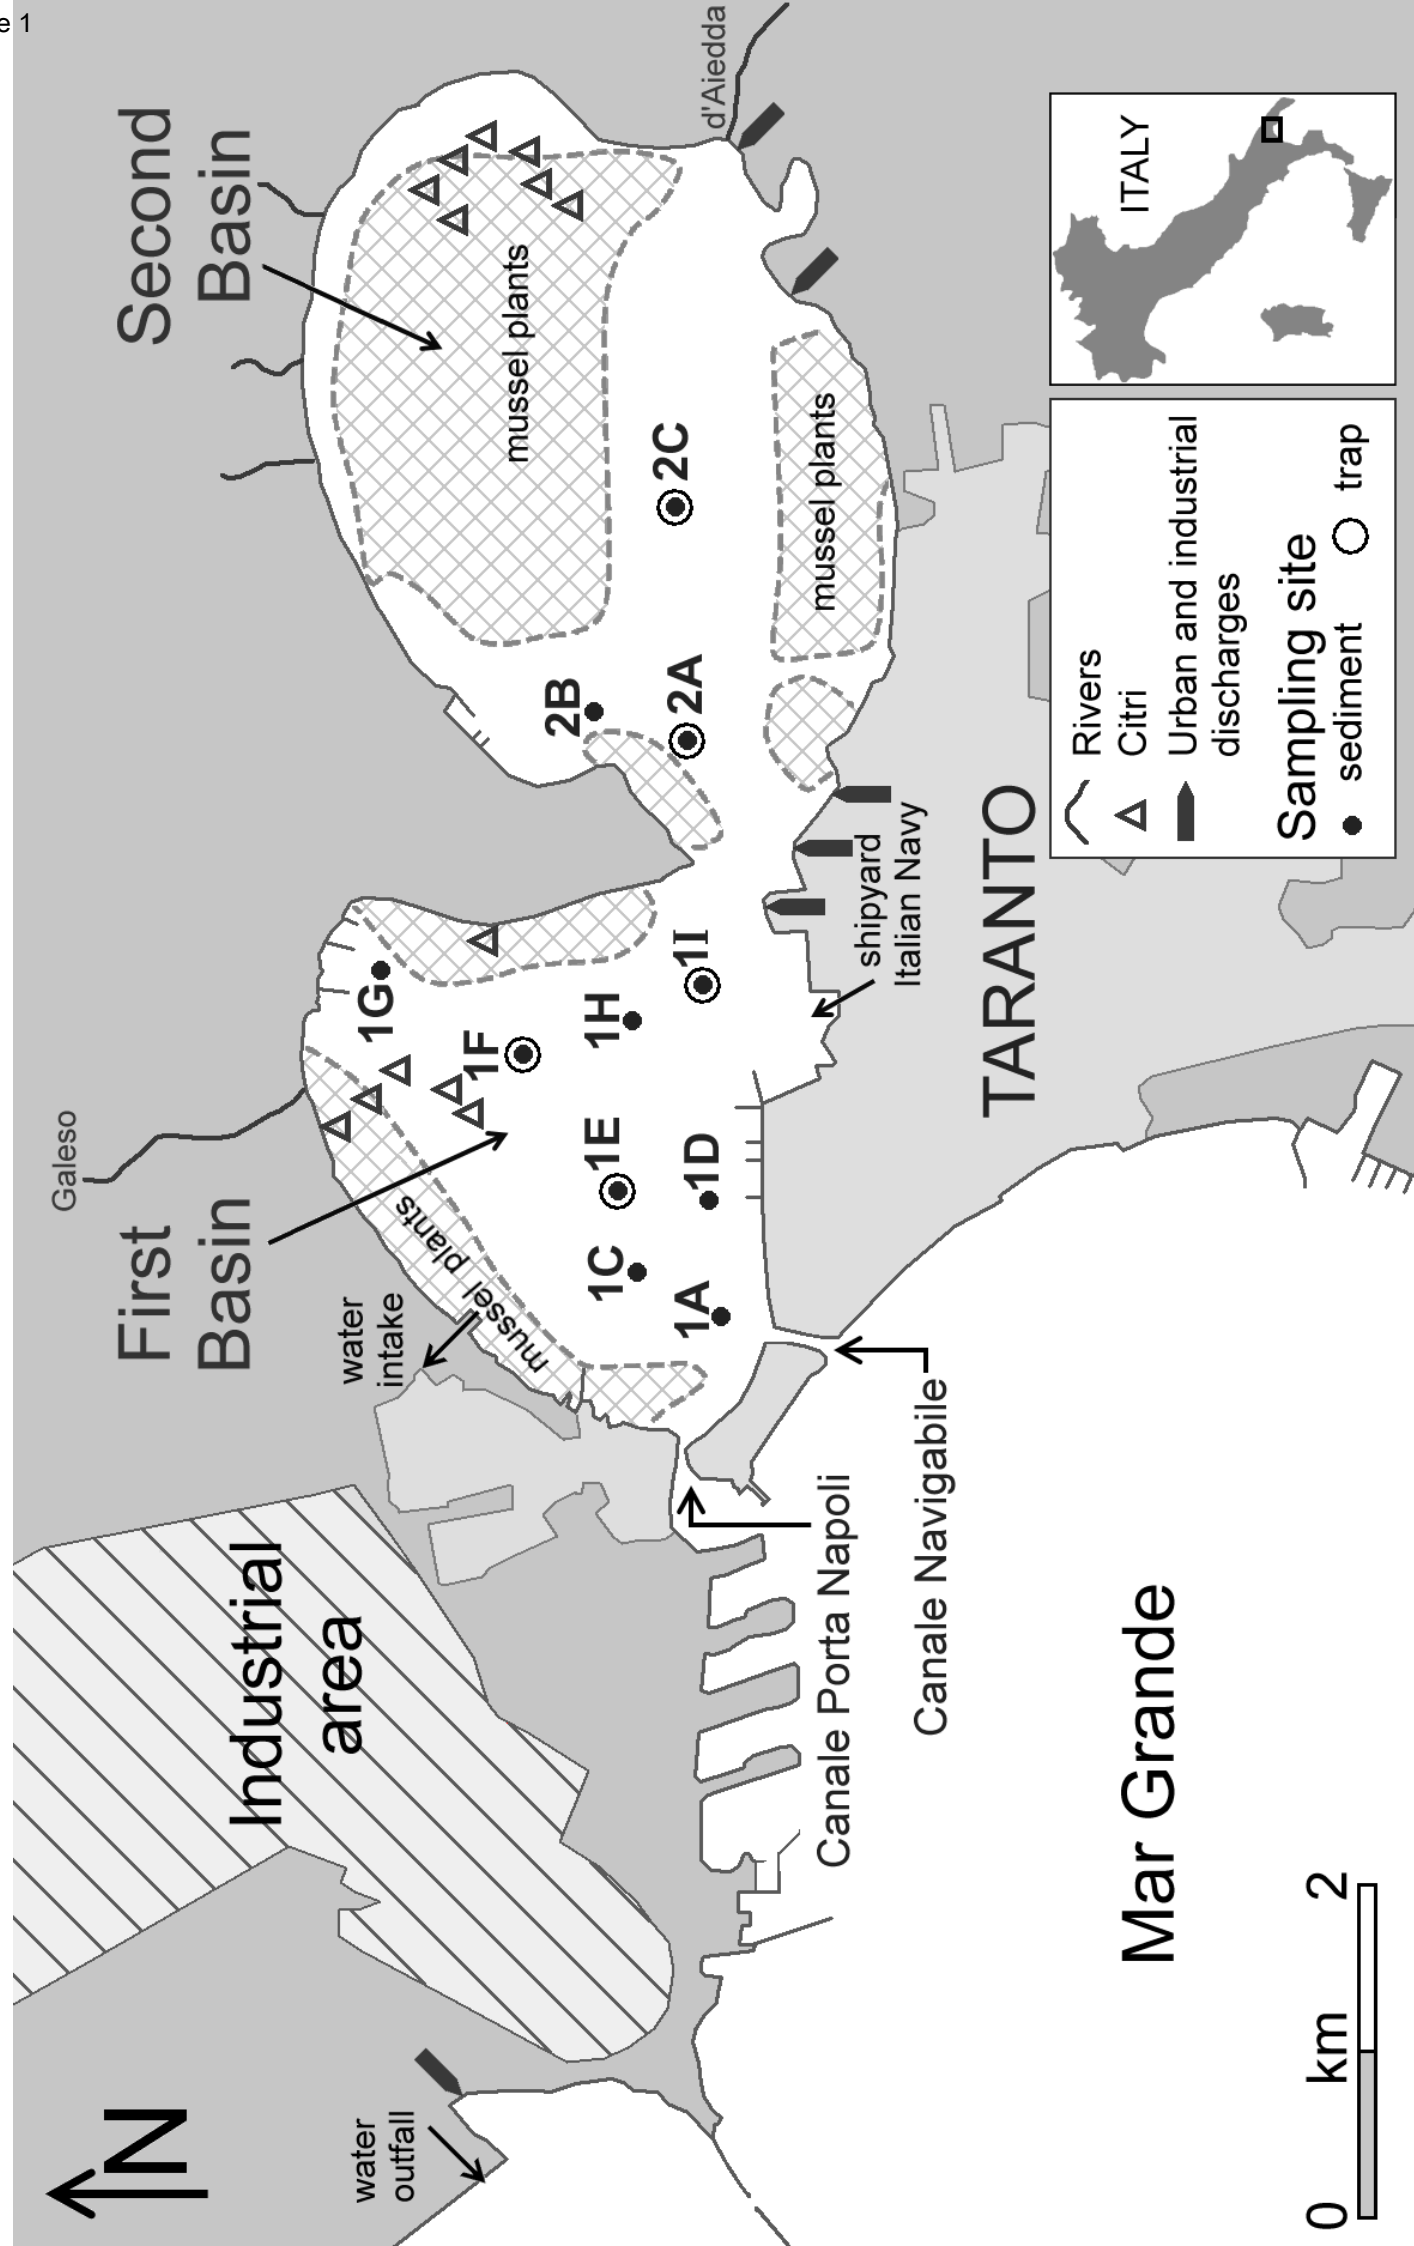 e 1
N
water
outfall
Industrial
area
First
Basin
water
intake
Galeso
Second
Basin
d'Aiedda
mussel plants
mussel plants
mussel plants
1G
1F
1H
1I
1E
1D
1C
1A
2B
2A
2C
shipyard
Italian Navy
TARANTO
Canale Porta Napoli
Canale Navigabile
Mar Grande
0 km 2
ITALY
Rivers
Citri
Urban and industrial
discharges
Sampling site
sediment trap